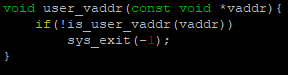 void user_vaddr(const void *vaddr){
    if(!is_user_vaddr(vaddr))
        sys_exit(-1);
}